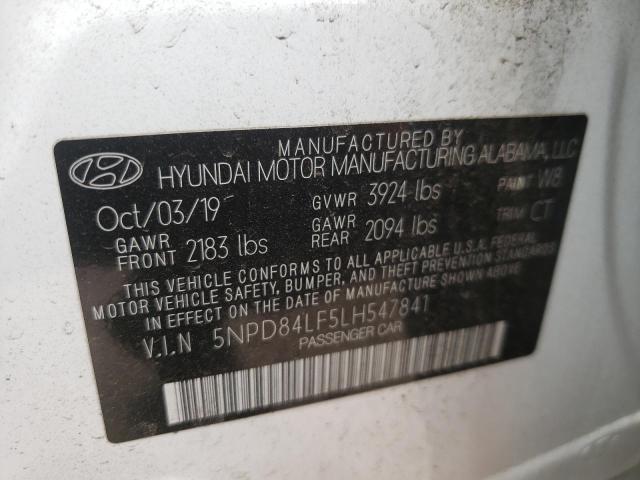 MANUFACTURED BY
HYUNDAI MOTOR MANUFACTURING ALABAMA, LLC
Oct/03/19 GVWR 3924 lbs PAINT W8
GAWR FRONT 2183 lbs GAWR REAR 2094 lbs TRIM CT
THIS VEHICLE CONFORMS TO ALL APPLICABLE U.S.A. FEDERAL
MOTOR VEHICLE SAFETY, BUMPER, AND THEFT PREVENTION STANDARDS
IN EFFECT ON THE DATE OF MANUFACTURE SHOWN ABOVE.
V.I.N 5NPD84LF5LH547841
PASSENGER CAR